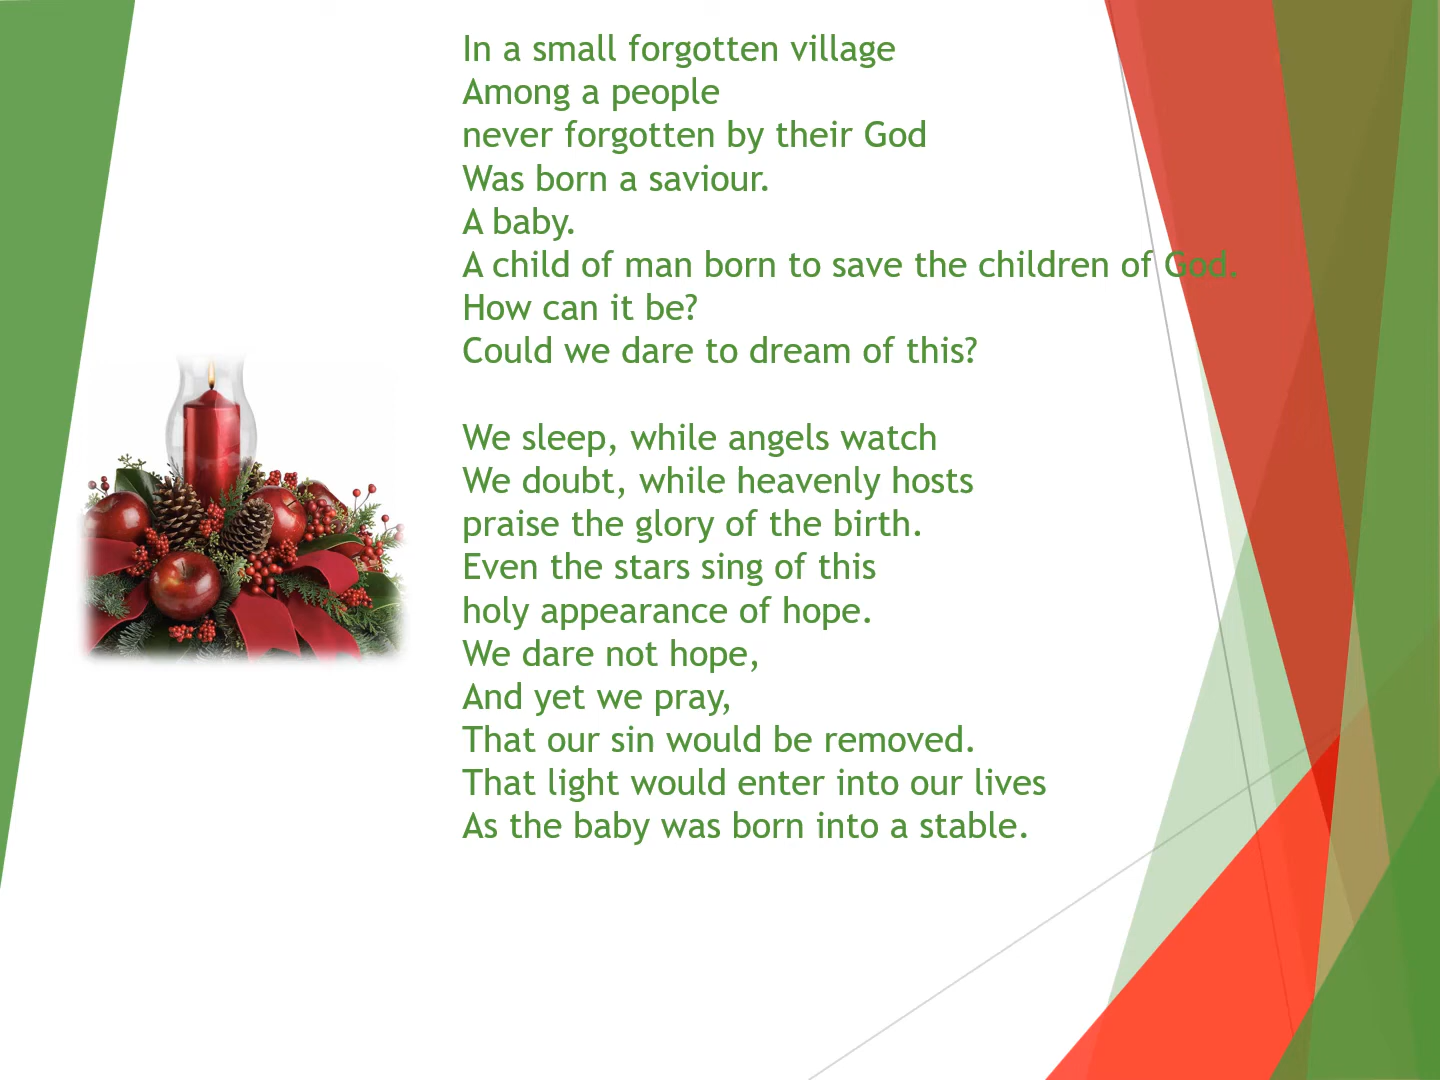 In a small forgotten village
Among a people
never forgotten by their God
Was born a saviour.
A baby.
A child of man born to save the children of God.
How can it be?
Could we dare to dream of this?
We sleep, while angels watch
We doubt, while heavenly hosts
praise the glory of the birth.
Even the stars sing of this
holy appearance of hope.
We dare not hope,
And yet we pray,
That our sin would be removed.
That light would enter into our lives
As the baby was born into a stable.